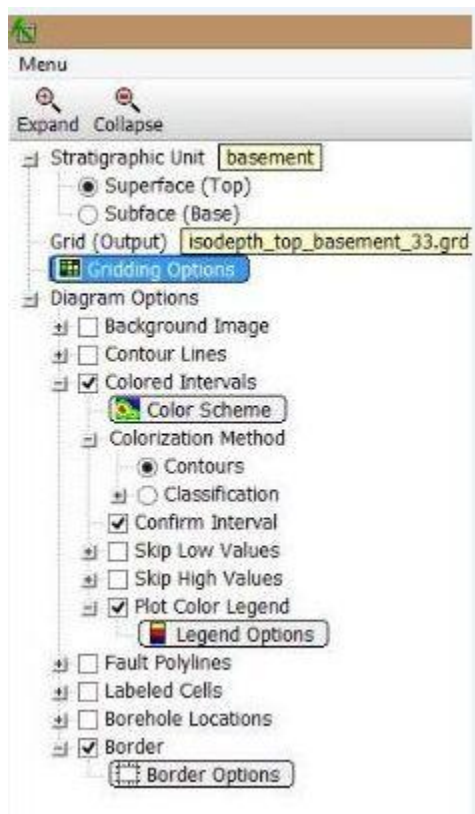 Menu
Expand Collapse
Stratigraphic Unit basement
Superface (Top)
Subface (Base)
Grid (Output) isodepth_top_basement_33.grd
Gridding Options
Diagram Options
Background Image
Contour Lines
Colored Intervals
Color Scheme
Colorization Method
Contours
Classification
Confirm Interval
Skip Low Values
Skip High Values
Plot Color Legend
Legend Options
Fault Polylines
Labeled Cells
Borehole Locations
Border
Border Options